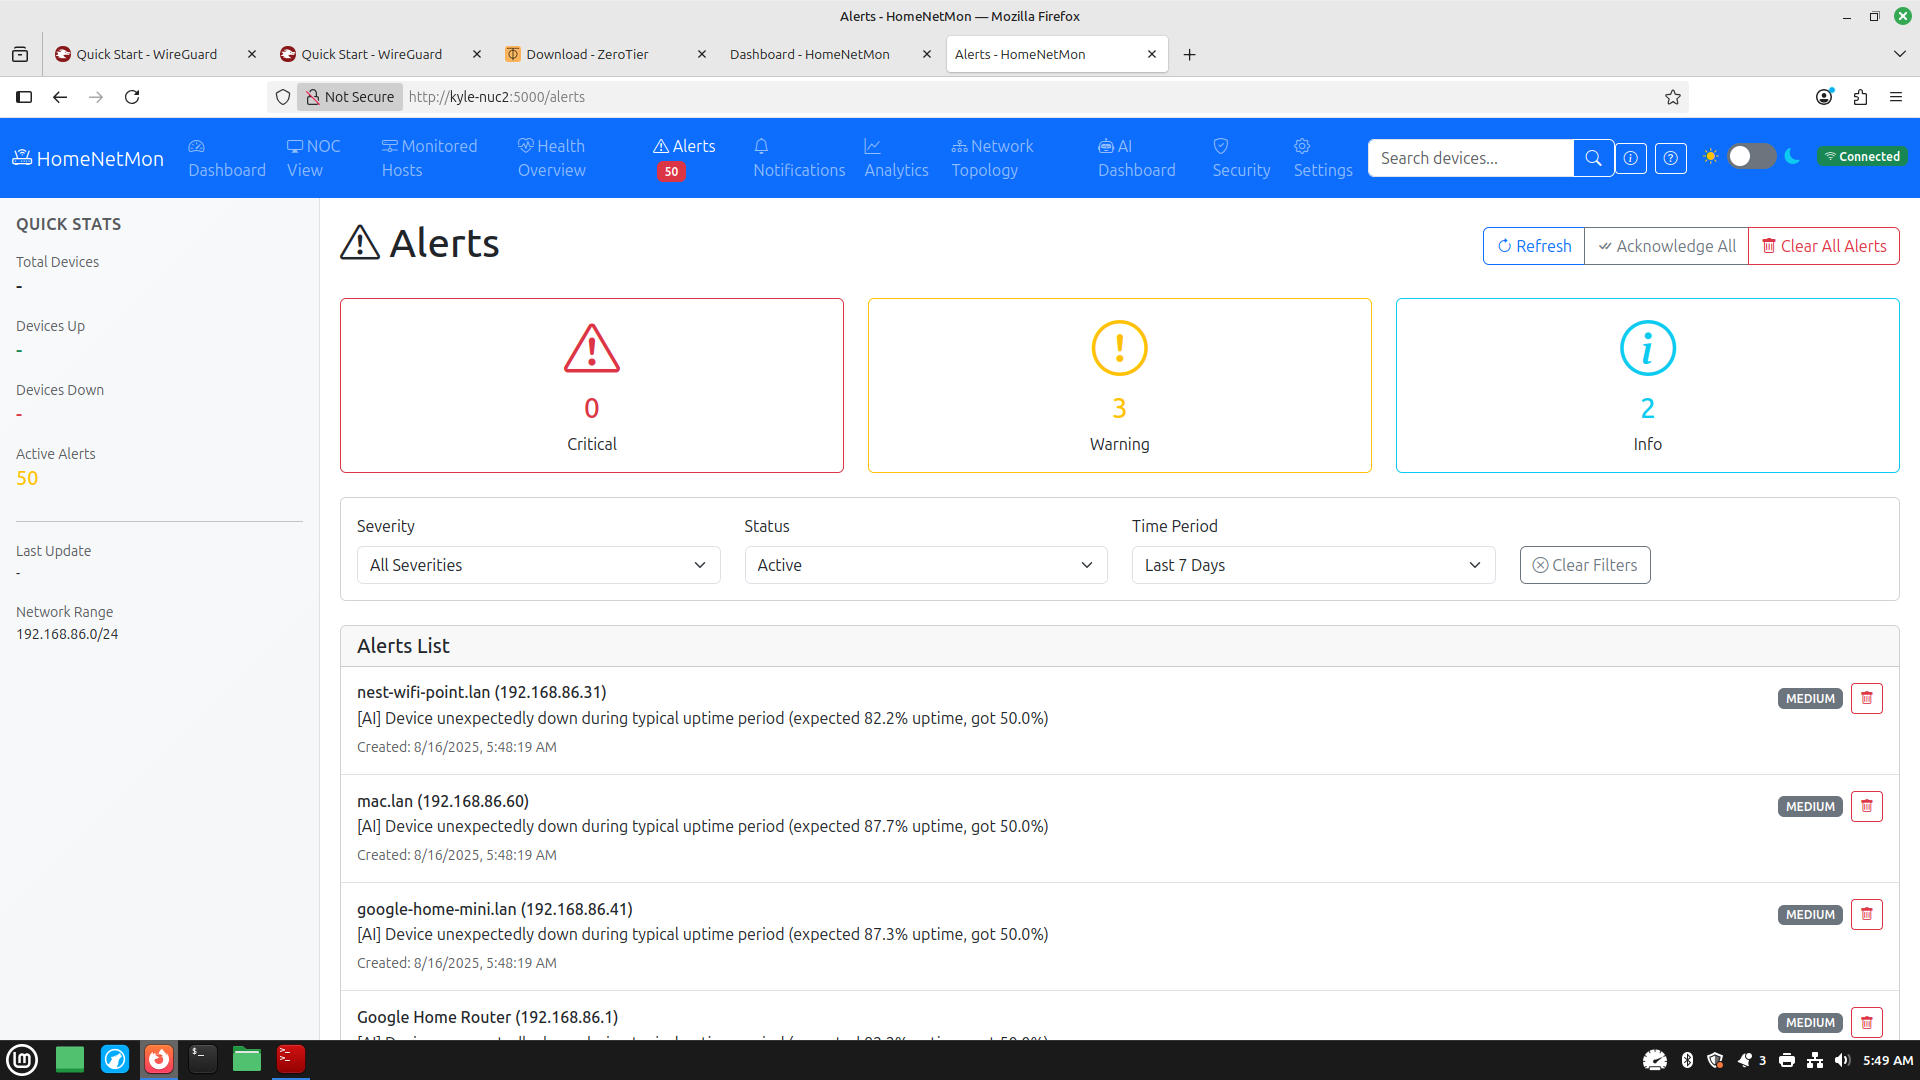 Alerts - HomeNetMon — Mozilla Firefox
Quick Start - WireGuard
Quick Start - WireGuard
Download - ZeroTier
Dashboard - HomeNetMon
Alerts - HomeNetMon
Not Secure
http://kyle-nuc2:5000/alerts
HomeNetMon
Dashboard
NOC View
Monitored Hosts
Health Overview
Alerts 50
Notifications
Analytics
Network Topology
AI Dashboard
Security
Settings
Search devices...
Connected
QUICK STATS
Total Devices
-
Devices Up
-
Devices Down
-
Active Alerts
50
Last Update
-
Network Range
192.168.86.0/24
Alerts
Refresh
Acknowledge All
Clear All Alerts
0
Critical
3
Warning
2
Info
Severity
All Severities
Status
Active
Time Period
Last 7 Days
Clear Filters
Alerts List
nest-wifi-point.lan (192.168.86.31)
MEDIUM
[AI] Device unexpectedly down during typical uptime period (expected 82.2% uptime, got 50.0%)
Created: 8/16/2025, 5:48:19 AM
mac.lan (192.168.86.60)
MEDIUM
[AI] Device unexpectedly down during typical uptime period (expected 87.7% uptime, got 50.0%)
Created: 8/16/2025, 5:48:19 AM
google-home-mini.lan (192.168.86.41)
MEDIUM
[AI] Device unexpectedly down during typical uptime period (expected 87.3% uptime, got 50.0%)
Created: 8/16/2025, 5:48:19 AM
Google Home Router (192.168.86.1)
MEDIUM
3
5:49 AM